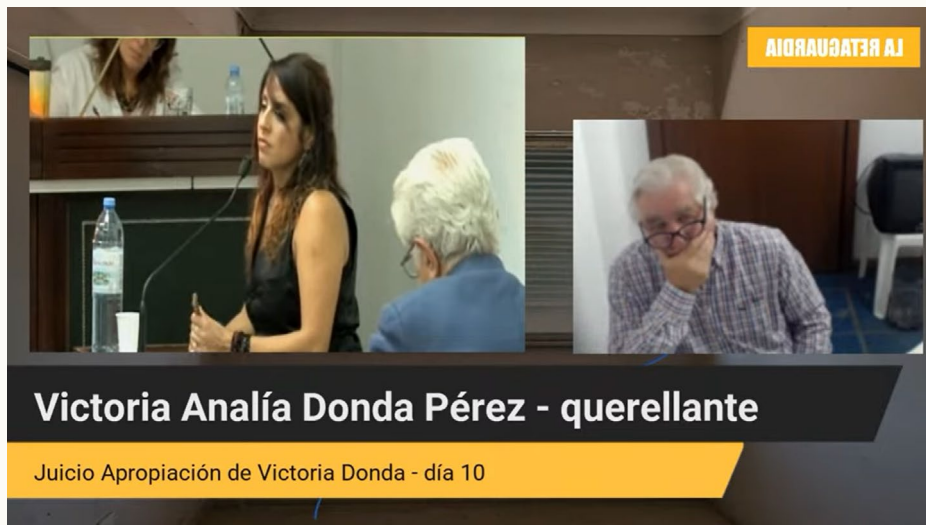 LA RETAGUARDIA
Victoria Analía Donda Pérez - querellante
Juicio Apropiación de Victoria Donda - día 10